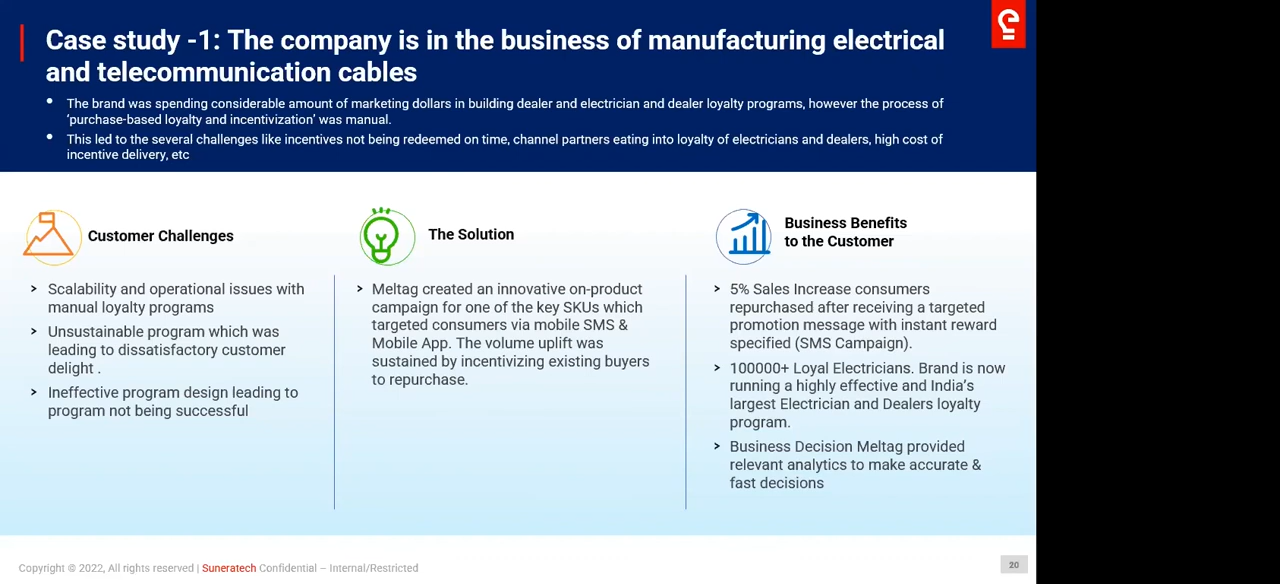 Case study -1: The company is in the business of manufacturing electrical
and telecommunication cables
• The brand was spending considerable amount of marketing dollars in building dealer and electrician and dealer loyalty programs, however the process of
‘purchase-based loyalty and incentivization’ was manual.
• This led to the several challenges like incentives not being redeemed on time, channel partners eating into loyalty of electricians and dealers, high cost of
incentive delivery, etc
Customer Challenges
> Scalability and operational issues with
manual loyalty programs
> Unsustainable program which was
leading to dissatisfactory customer
delight .
> Ineffective program design leading to
program not being successful
The Solution
> Meltag created an innovative on-product
campaign for one of the key SKUs which
targeted consumers via mobile SMS &
Mobile App. The volume uplift was
sustained by incentivizing existing buyers
to repurchase.
Business Benefits
to the Customer
> 5% Sales Increase consumers
repurchased after receiving a targeted
promotion message with instant reward
specified (SMS Campaign).
> 100000+ Loyal Electricians. Brand is now
running a highly effective and India’s
largest Electrician and Dealers loyalty
program.
> Business Decision Meltag provided
relevant analytics to make accurate &
fast decisions
Copyright © 2022, All rights reserved | Suneratech Confidential – Internal/Restricted
20